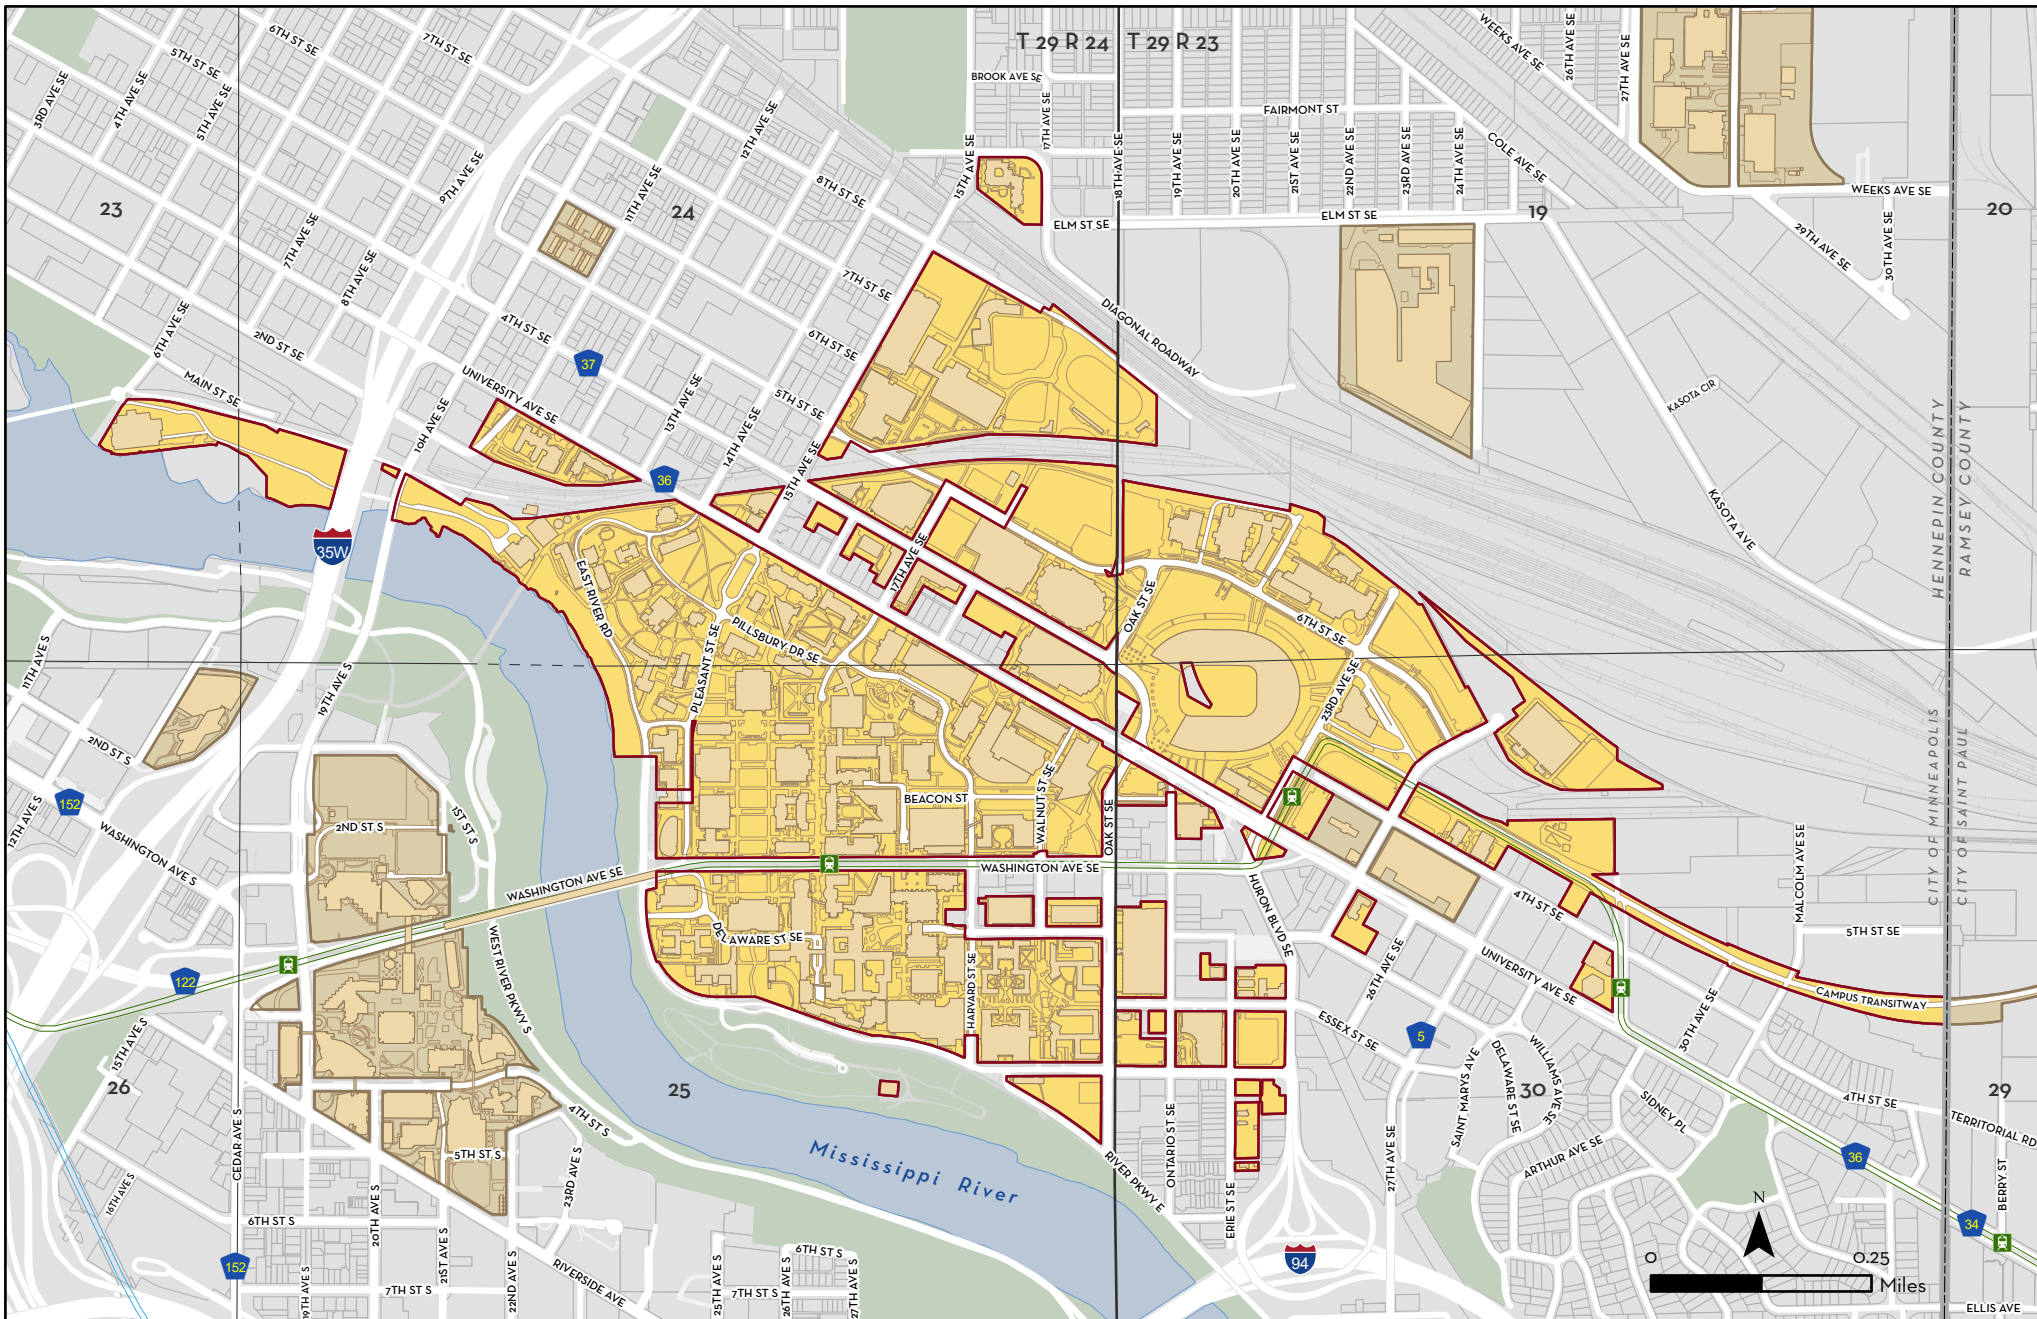 T 29 R 24
T 29 R 23
6TH ST SE
7TH ST SE
5TH ST SE
WEEKS AVE SE
26TH AVE SE
27TH AVE SE
BROOK AVE SE
3RD AVE SE
4TH AVE SE
5TH AVE SE
12TH AVE SE
17TH AVE SE
FAIRMONT ST
COLE AVE SE
9TH AVE SE
11TH AVE SE
8TH ST SE
15TH AVE SE
18TH AVE SE
19TH AVE SE
20TH AVE SE
21ST AVE SE
22ND AVE SE
23RD AVE SE
24TH AVE SE
WEEKS AVE SE
23
24
19
20
ELM ST SE
ELM ST SE
29TH AVE SE
30TH AVE SE
7TH AVE SE
8TH AVE SE
7TH ST SE
6TH AVE SE
2ND ST SE
4TH ST SE
6TH ST SE
DIAGONAL ROADWAY
37
MAIN ST SE
UNIVERSITY AVE SE
10H AVE SE
13TH AVE SE
14TH AVE SE
5TH ST SE
15TH AVE SE
KASOTA CIR
HENNEPIN COUNTY
RAMSEY COUNTY
36
KASOTA AVE
35W
17TH AVE SE
EAST RIVER RD
PLEASANT ST SE
PILLSBURY DR SE
OAK ST SE
6TH ST SE
23RD AVE SE
11TH AVE S
19TH AVE S
2ND ST S
152
12TH AVE S
WASHINGTON AVE S
2ND ST S
1ST ST S
BEACON ST
WALNUT ST SE
OAK ST SE
CITY OF MNNEAPOLIS
CITY OF SAINT PAUL
WASHINGTON AVE SE
WASHINGTON AVE SE
HURON BLVD SE
4TH ST SE
MALCOLM AVE SE
5TH ST SE
DELAWARE ST SE
HARVARD ST SE
WEST RIVER PKWY S
122
26TH AVE SE
UNIVERSITY AVE SE
CAMPUS TRANSITWAY
ESSEX ST SE
5
30TH AVE SE
15TH AVE S
26
25
30
29
SAINT MARYS AVE
DELAWARE ST SE
WILLIAMS AVE SE
SIDNEY PL
4TH ST SE
TERRITORIAL RD
CEDAR AVE S
4TH ST S
5TH ST S
16TH AVE S
Mississippi River
RIVER PKWY E
ONTARIO ST SE
ERIE ST SE
27TH AVE SE
ARTHUR AVE SE
36
BERRY ST
34
6TH ST S
20TH AVE S
21ST AVE S
22ND AVE S
23RD AVE S
152
19TH AVE S
7TH ST S
RIVERSIDE AVE
25TH AVE S
6TH ST S
7TH ST S
26TH AVE S
27TH AVE S
94
N
0
0.25
Miles
ELLIS AVE